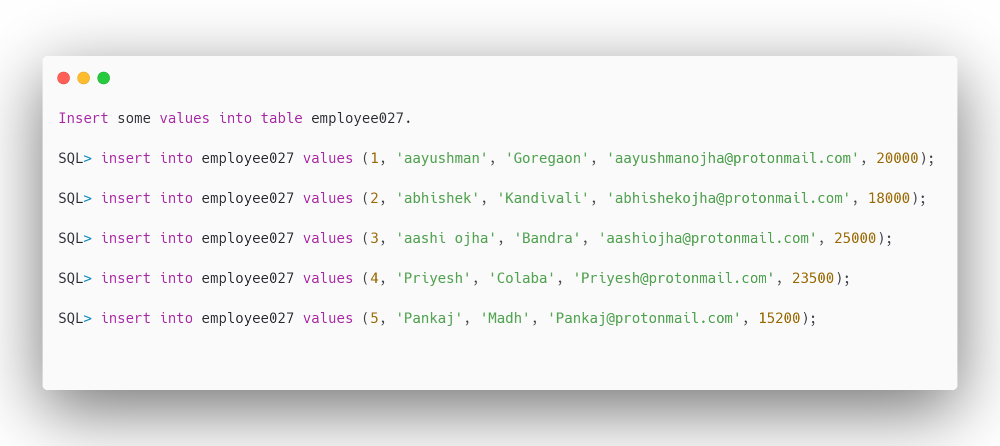 Insert some values into table employee027.
SQL> insert into employee027 values (1, 'aayushman', 'Goregaon', 'aayushmanojha@protonmail.com', 20000);
SQL> insert into employee027 values (2, 'abhishek', 'Kandivali', 'abhishekojha@protonmail.com', 18000);
SQL> insert into employee027 values (3, 'aashi ojha', 'Bandra', 'aashiojha@protonmail.com', 25000);
SQL> insert into employee027 values (4, 'Priyesh', 'Colaba', 'Priyesh@protonmail.com', 23500);
SQL> insert into employee027 values (5, 'Pankaj', 'Madh', 'Pankaj@protonmail.com', 15200);